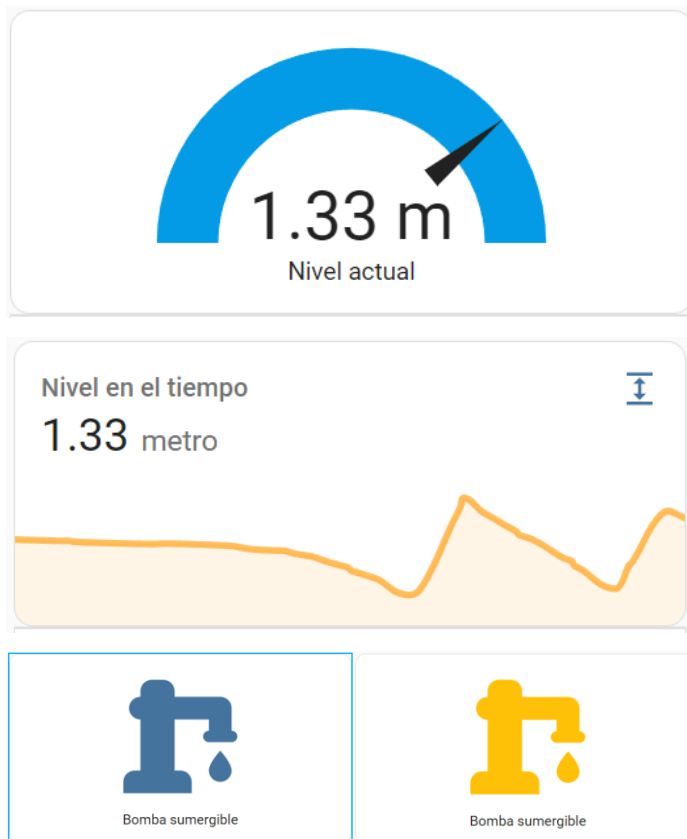 1.33 m
Nivel actual
Nivel en el tiempo
1.33 metro
Bomba sumergible
Bomba sumergible